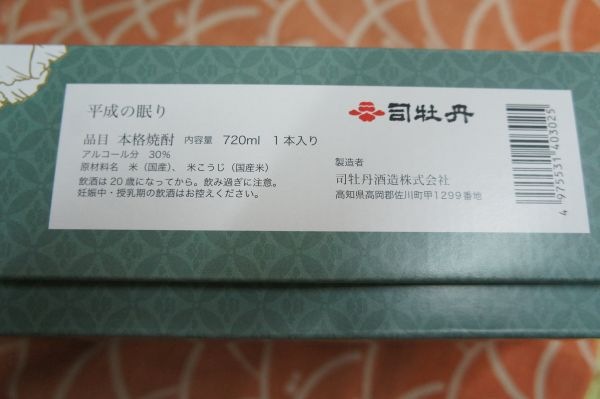 平成の眠り
品目 本格焼酎 内容量 720ml 1本入り
アルコール分 30%
原材料名 米(国産)、米こうじ(国産米)
飲酒は20歳になってから。飲み過ぎに注意。
妊娠中・授乳期の飲酒はお控えください。
司牡丹
製造者
司牡丹酒造株式会社
高知県高岡郡佐川町甲1299番地
4 975531 403025